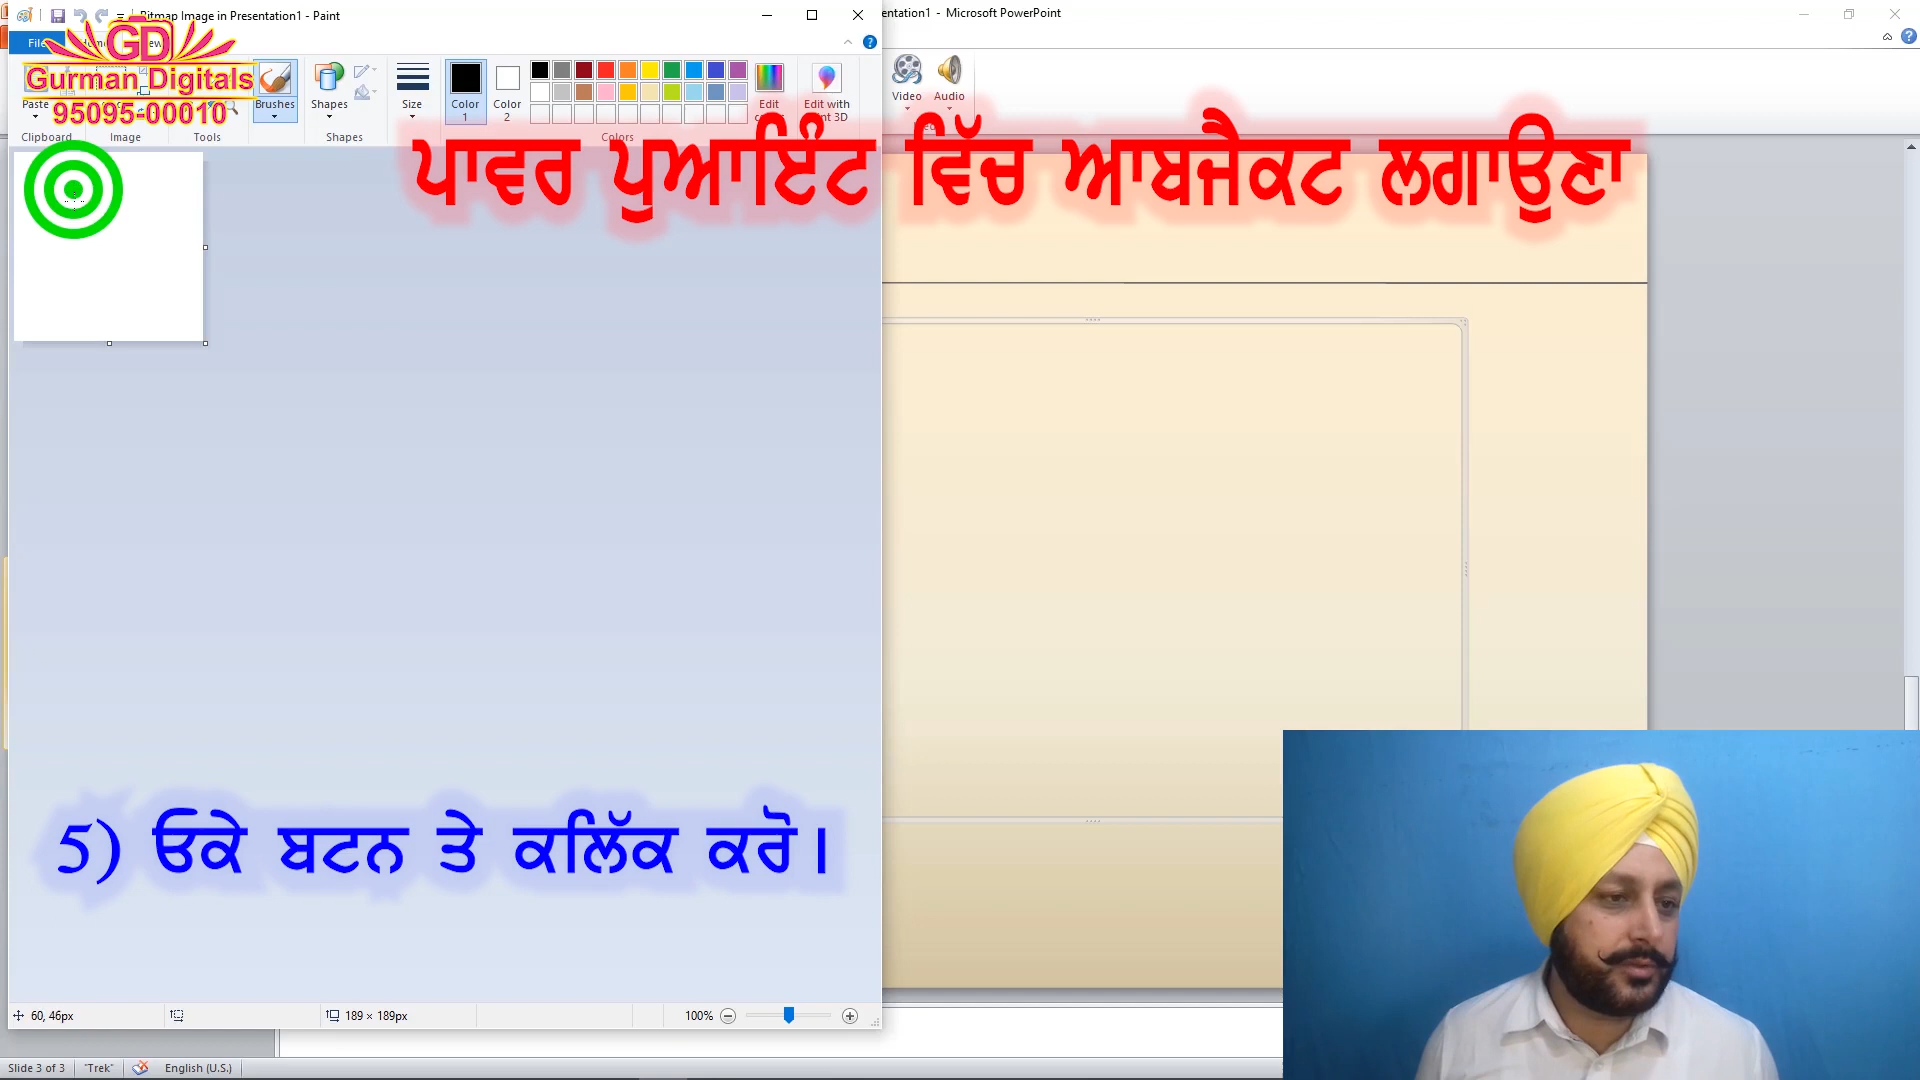 Bitmap Image in Presentation1 - Paint
entation1 - Microsoft PowerPoint
File
GD
Gurman Digitals
95095-00010
Paste
Brushes
Shapes
Size
Color 1
Color 2
Edit
Edit with
Video
Audio
Clipboard
Image
Tools
Shapes
Colors
ਪਾਵਰ ਪੁਆਇੰਟ ਵਿੱਚ ਆਬਜੈਕਟ ਲਗਾਉਣਾ
5) ਓਕੇ ਬਟਨ ਤੇ ਕਲਿੱਕ ਕਰੋ।
60, 46px
189 × 189px
100%
Slide 3 of 3
"Trek"
English (U.S.)